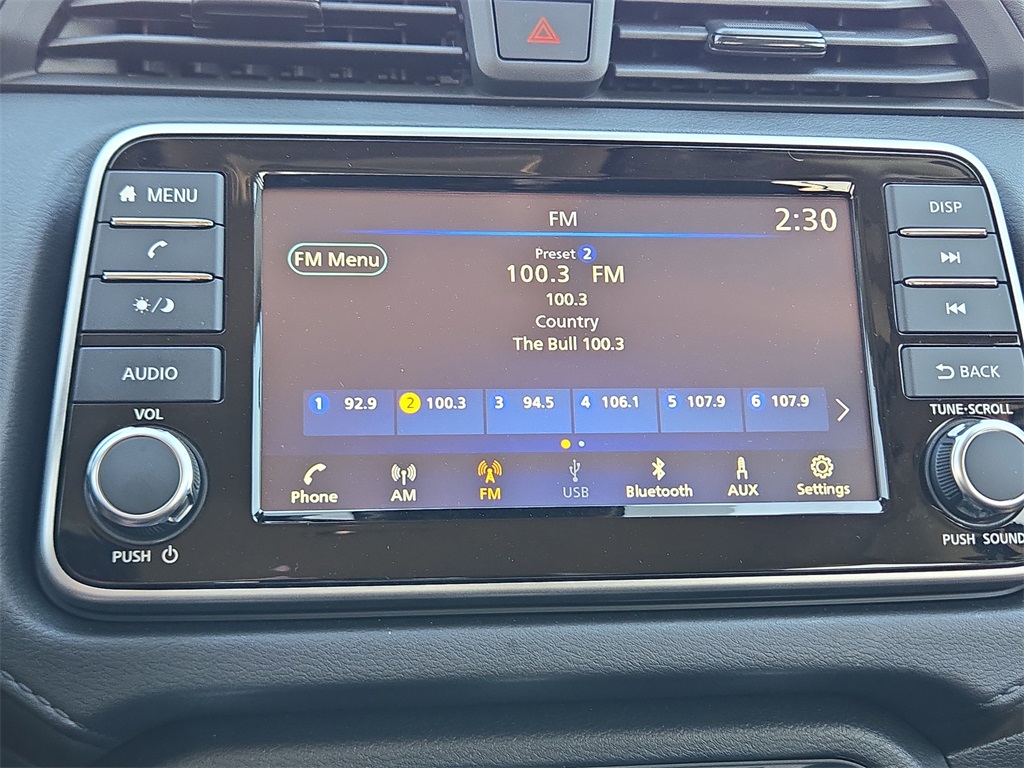 MENU
AUDIO
VOL
PUSH
FM
2:30
FM Menu
Preset 2
100.3 FM
100.3
Country
The Bull 100.3
1 92.9 2 100.3 3 94.5 4 106.1 5 107.9 6 107.9
Phone AM FM USB Bluetooth AUX Settings
DISP
BACK
TUNE·SCROLL
PUSH SOUND